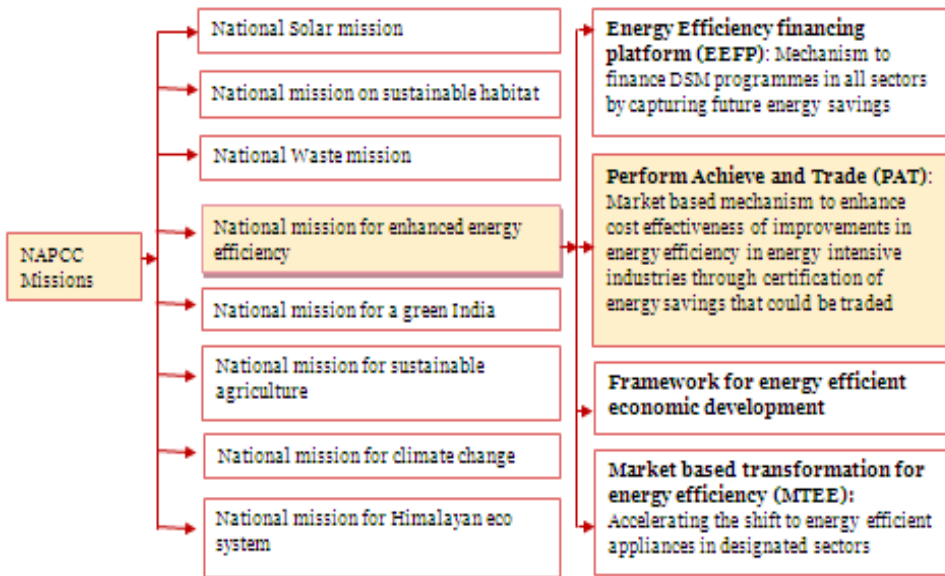 NAPCC
Missions
National Solar mission
National mission on sustainable habitat
National Waste mission
National mission for enhanced energy
efficiency
National mission for a green India
National mission for sustainable
agriculture
National mission for climate change
National mission for Himalayan eco
system
Energy Efficiency financing
platform (EEFP): Mechanism to
finance DSM programmes in all sectors
by capturing future energy savings
Perform Achieve and Trade (PAT):
Market based mechanism to enhance
cost effectiveness of improvements in
energy efficiency in energy intensive
industries through certification of
energy savings that could be traded
Framework for energy efficient
economic development
Market based transformation for
energy efficiency (MTEE):
Accelerating the shift to energy efficient
appliances in designated sectors